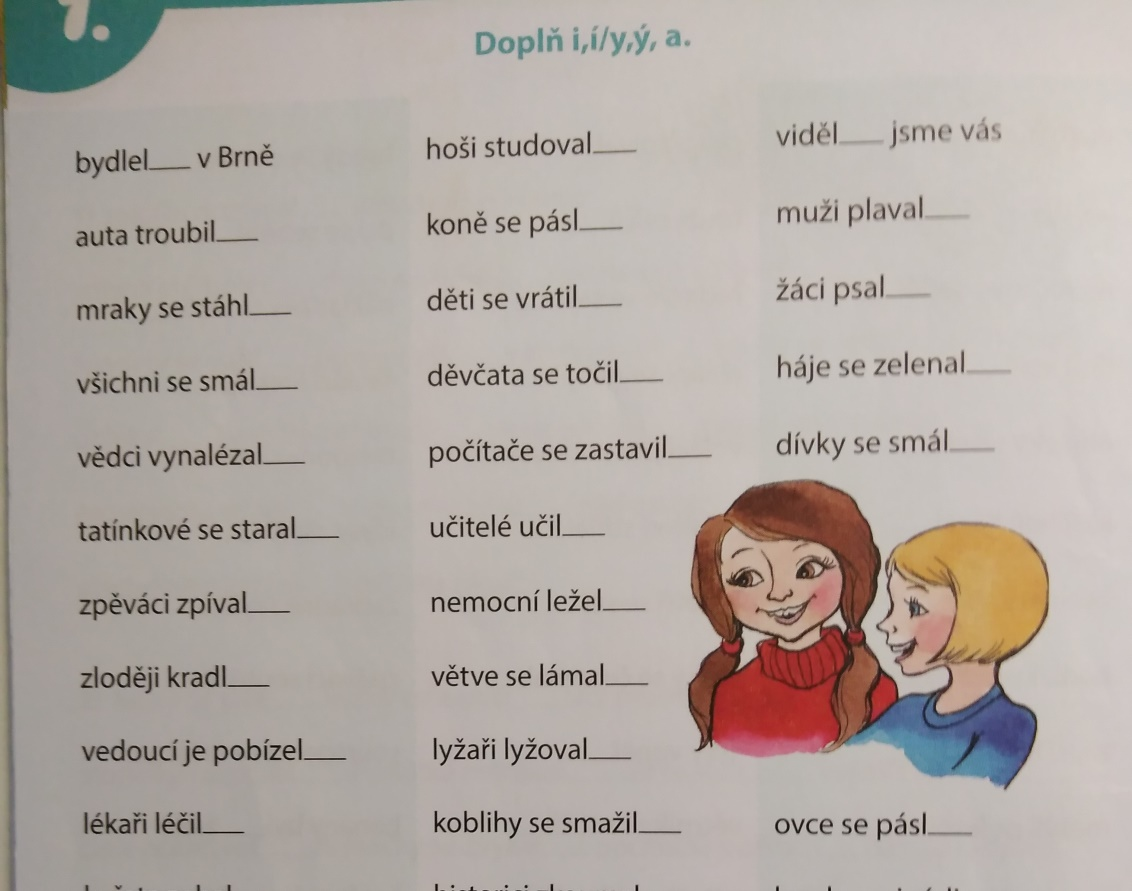 1.
Doplň i,í/y,ý, a.
bydlel___ v Brně
auta troubil___
mraky se stáhl___
všichni se smál___
vědci vynalézal___
tatínkové se staral___
zpěváci zpíval___
zloději kradl___
vedoucí je pobízel___
lékaři léčil___
hoši studoval___
koně se pásl___
děti se vrátil___
děvčata se točil___
počítače se zastavil___
učitelé učil___
nemocní ležel___
větve se lámal___
lyžaři lyžoval___
koblihy se smažil___
viděl___ jsme vás
muži plaval___
žáci psal___
háje se zelenal___
dívky se smál___
ovce se pásl___